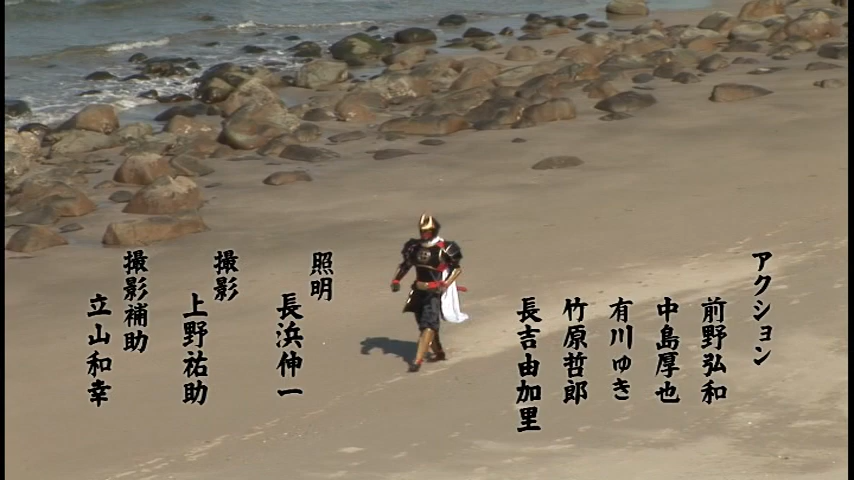 アクション
前野弘和
中島厚也
有川ゆき
竹原哲郎
長吉由加里
照明
長浜伸一
撮影
上野祐助
撮影補助
立山和幸